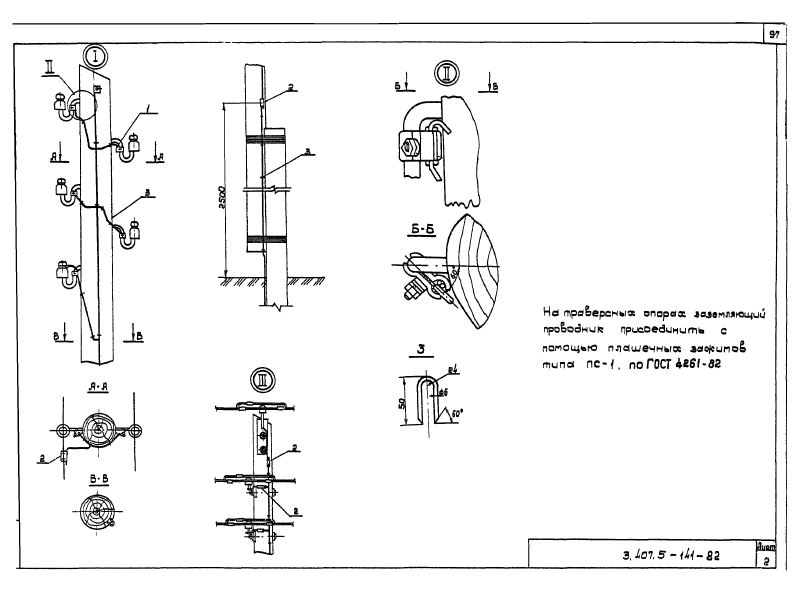 97
I
II
1
2
II
Б
Б
А
А
3
3
2500
Б-Б
50°
В
В
На траверсных опорах заземляющий
проводник присоединить с
помощью плашечных зажимов
типа ПС-1, по ГОСТ 4261-82
3
24
ø6
50
60°
А-А
III
2
2
В-В
2
3.407.5-141-82
Лист
2